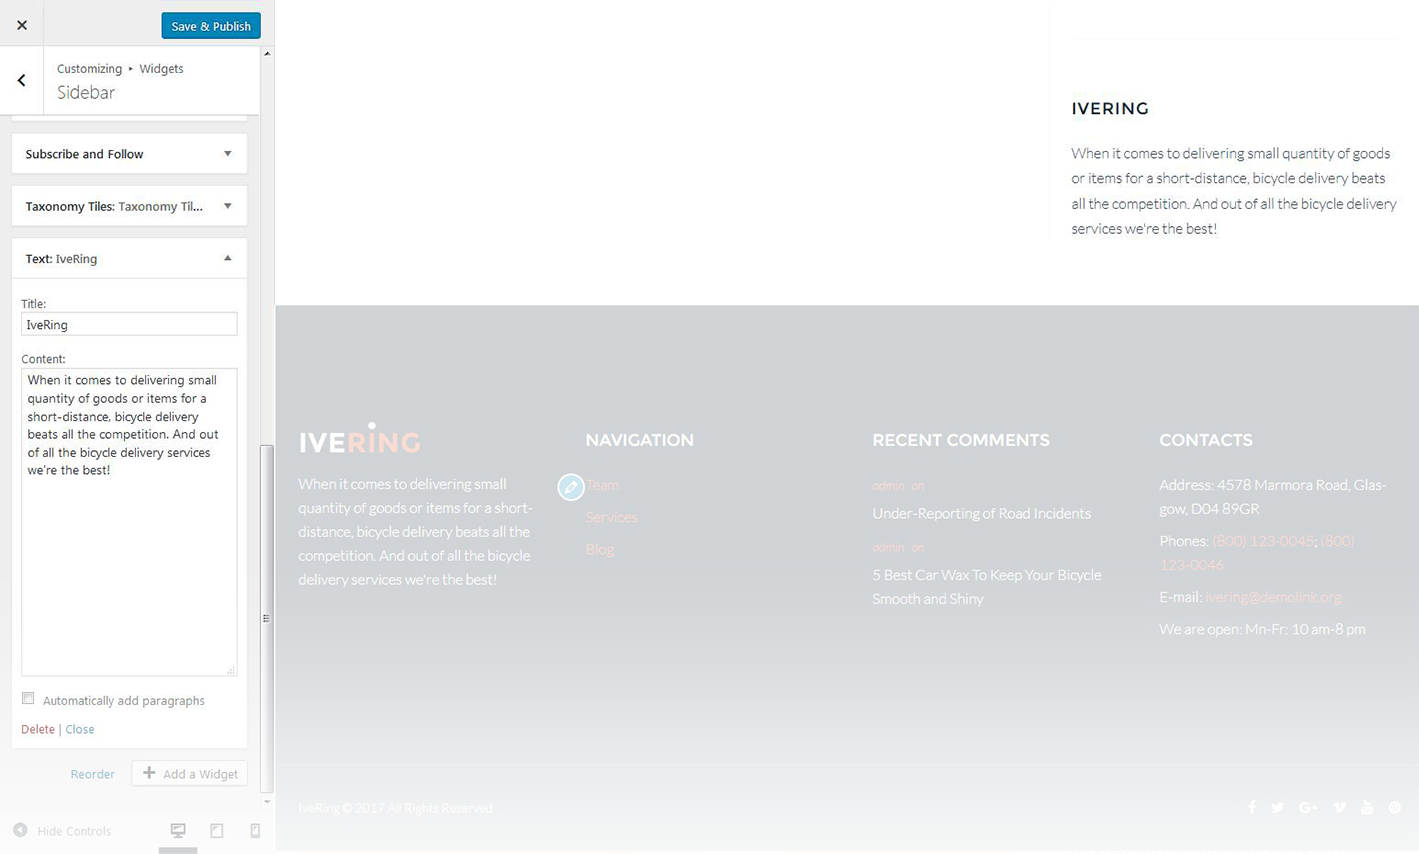 Save & Publish
Customizing ▸ Widgets
Sidebar
Subscribe and Follow
Taxonomy Tiles: Taxonomy Til...
Text: IveRing
Title:
IveRing
Content:
When it comes to delivering small
quantity of goods or items for a
short-distance, bicycle delivery
beats all the competition. And out
of all the bicycle delivery services
we're the best!
Automatically add paragraphs
Delete | Close
Reorder
Add a Widget
Hide Controls
IVERING
When it comes to delivering small quantity of goods
or items for a short-distance, bicycle delivery beats
all the competition. And out of all the bicycle delivery
services we're the best!
IVERING
When it comes to delivering small
quantity of goods or items for a short-
distance, bicycle delivery beats all the
competition. And out of all the bicycle
delivery services we're the best!
NAVIGATION
Team
Services
Blog
RECENT COMMENTS
admin on
Under-Reporting of Road Incidents
admin on
5 Best Car Wax To Keep Your Bicycle
Smooth and Shiny
CONTACTS
Address: 4578 Marmora Road, Glas-
gow, D04 89GR
Phones: (800) 123-0045; (800)
123-0046
E-mail: ivering@demolink.org
We are open: Mn-Fr: 10 am-8 pm
IveRing © 2017 All Rights Reserved